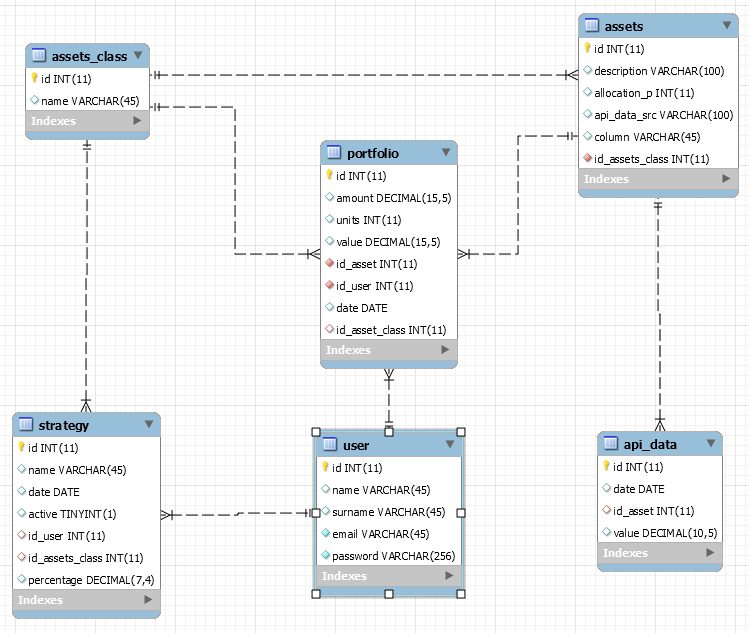 assets_class
id INT(11)
name VARCHAR(45)
Indexes
assets
id INT(11)
description VARCHAR(100)
allocation_p INT(11)
api_data_src VARCHAR(100)
column VARCHAR(45)
id_assets_class INT(11)
Indexes
portfolio
id INT(11)
amount DECIMAL(15,5)
units INT(11)
value DECIMAL(15,5)
id_asset INT(11)
id_user INT(11)
date DATE
id_asset_class INT(11)
Indexes
strategy
id INT(11)
name VARCHAR(45)
date DATE
active TINYINT(1)
id_user INT(11)
id_assets_class INT(11)
percentage DECIMAL(7,4)
Indexes
user
id INT(11)
name VARCHAR(45)
surname VARCHAR(45)
email VARCHAR(45)
password VARCHAR(256)
Indexes
api_data
id INT(11)
date DATE
id_asset INT(11)
value DECIMAL(10,5)
Indexes